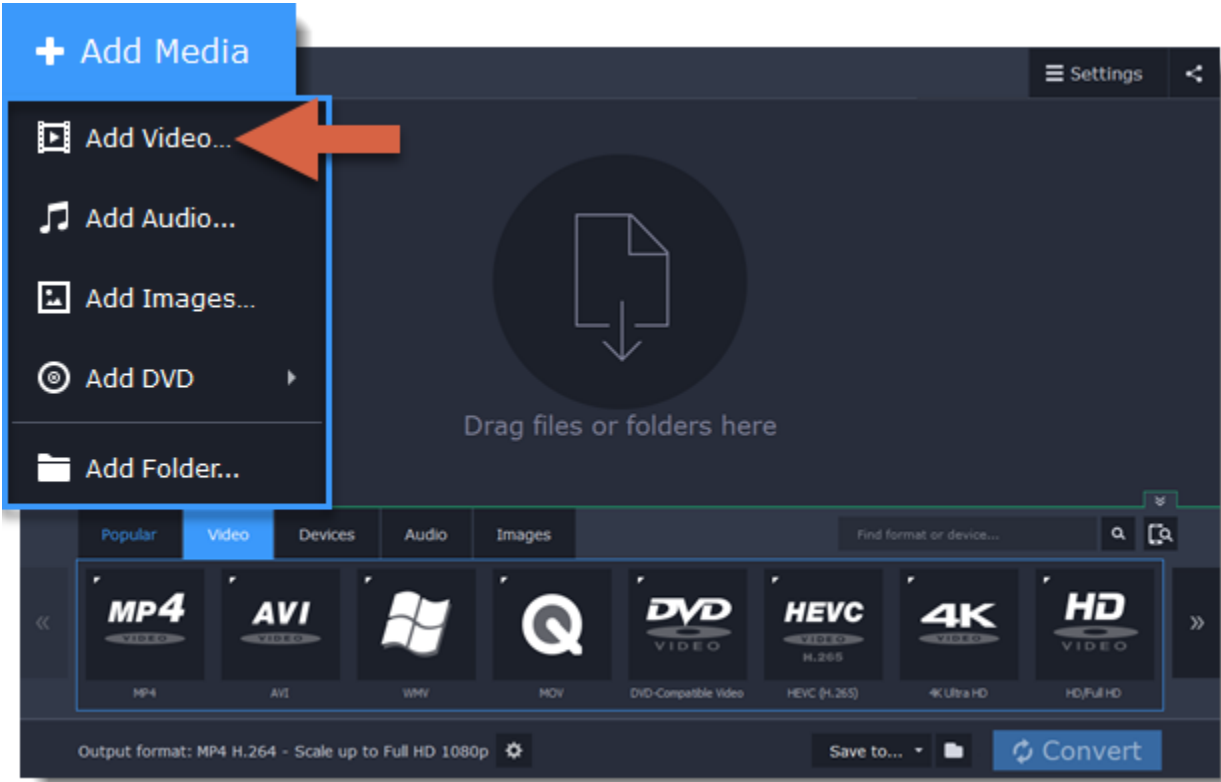 Add Media
Add Video...
Add Audio...
Add Images...
Add DVD
Add Folder...
Settings
Drag files or folders here
Popular Video Devices Audio Images Find format or device...
MP4 VIDEO
AVI VIDEO
DVD VIDEO
HEVC VIDEO H.265
4K VIDEO
HD VIDEO
MP4 AVI WMV MOV DVD-Compatible Video HEVC (H.265) 4K Ultra HD HD/Full HD
Output format: MP4 H.264 - Scale up to Full HD 1080p Save to... Convert